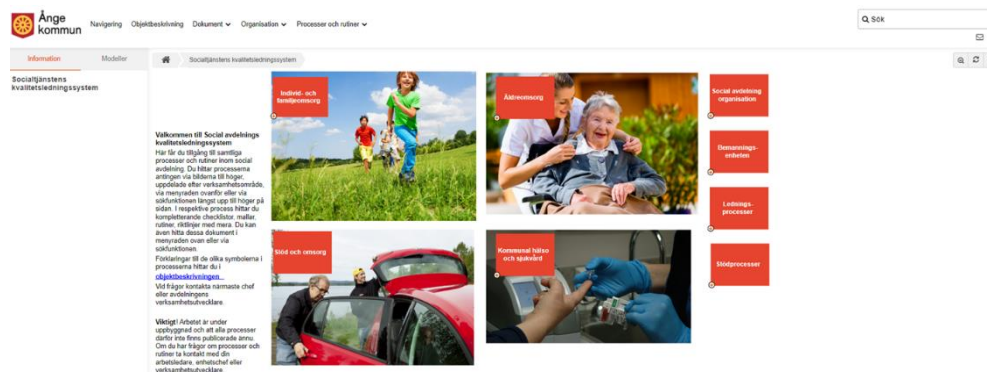 Ånge
kommun
Navigering Objektbeskrivning Dokument Organisation Processer och rutiner
Sök
Information Modeller
Socialtjänstens kvalitetsledningssystem
Socialtjänstens
kvalitetsledningssystem
Individ- och
familjeomsorg
Äldreomsorg
Social avdelning
organisation
Bemannings-
enheten
Lednings-
processer
Stödprocesser
Stöd och omsorg
Kommunal hälso
och sjukvård
Välkommen till Social avdelnings
kvalitetsledningssystem
Här får du tillgång till samtliga
processer och rutiner inom social
avdelning. Du hittar processerna
antingen via bilderna till höger,
uppdelade efter verksamhetsområde,
via menyraden ovanför eller via
sökfunktionen längst upp till höger på
sidan. I respektive process hittar du
kompletterande checklistor, mallar,
rutiner, riktlinjer med mera. Du kan
även hitta dessa dokument i
menyraden ovan eller via
sökfunktionen.
Förklaringar till de olika symbolerna i
processerna hittar du i
objektbeskrivningen
Vid frågor kontakta närmaste chef
eller avdelningens
verksamhetsutvecklare.
Viktigt! Arbetet är under
uppbyggnad och att alla processer
därför inte finns publicerade ännu.
Om du har frågor om processer och
rutiner ta kontakt med din
arbetsledare, enhetschef eller
verksamhetsutvecklare.